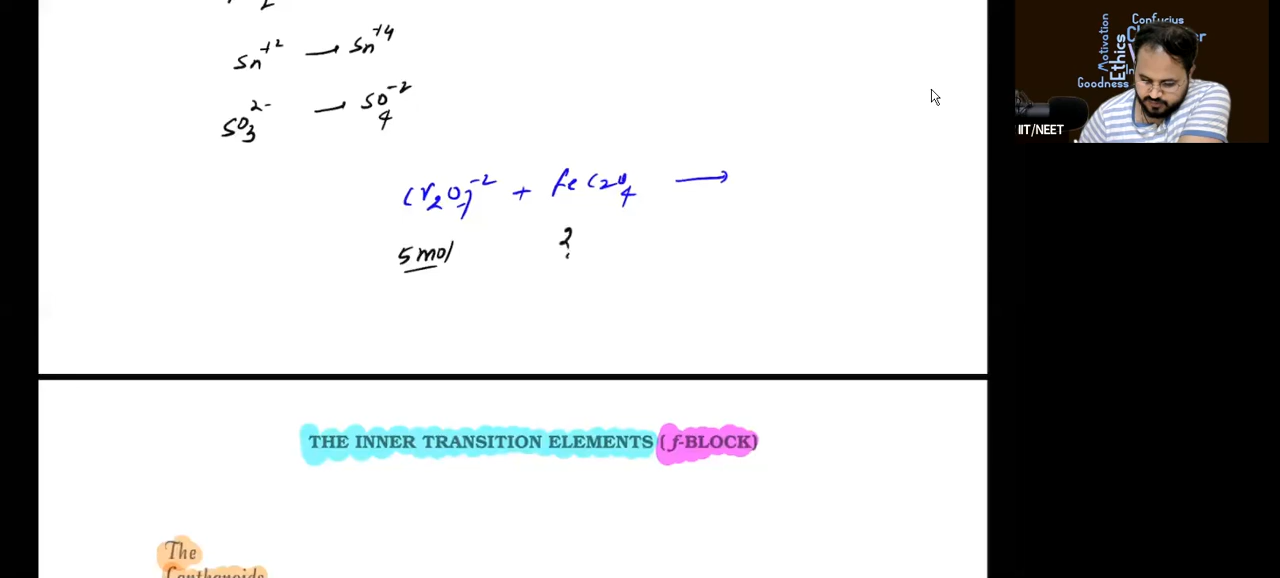 Sn+2 → Sn+4
SO3 2- → SO4 -2
Cr2O7 -2 + FeC2O4 →
5 mol ?
THE INNER TRANSITION ELEMENTS (f-BLOCK)
The
Confucius
Motivation
Ethics
Goodness
IIT/NEET